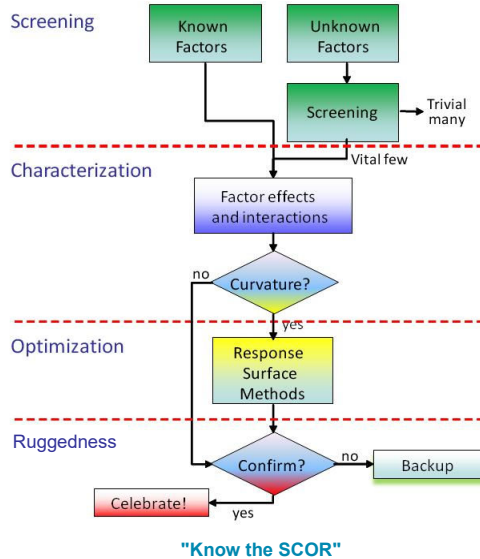 Screening
Known
Factors
Unknown
Factors
Screening
Trivial
many
Vital few
Characterization
Factor effects
and interactions
no
Curvature?
yes
Optimization
Response
Surface
Methods
Ruggedness
Confirm?
no
Backup
Celebrate!
yes
"Know the SCOR"